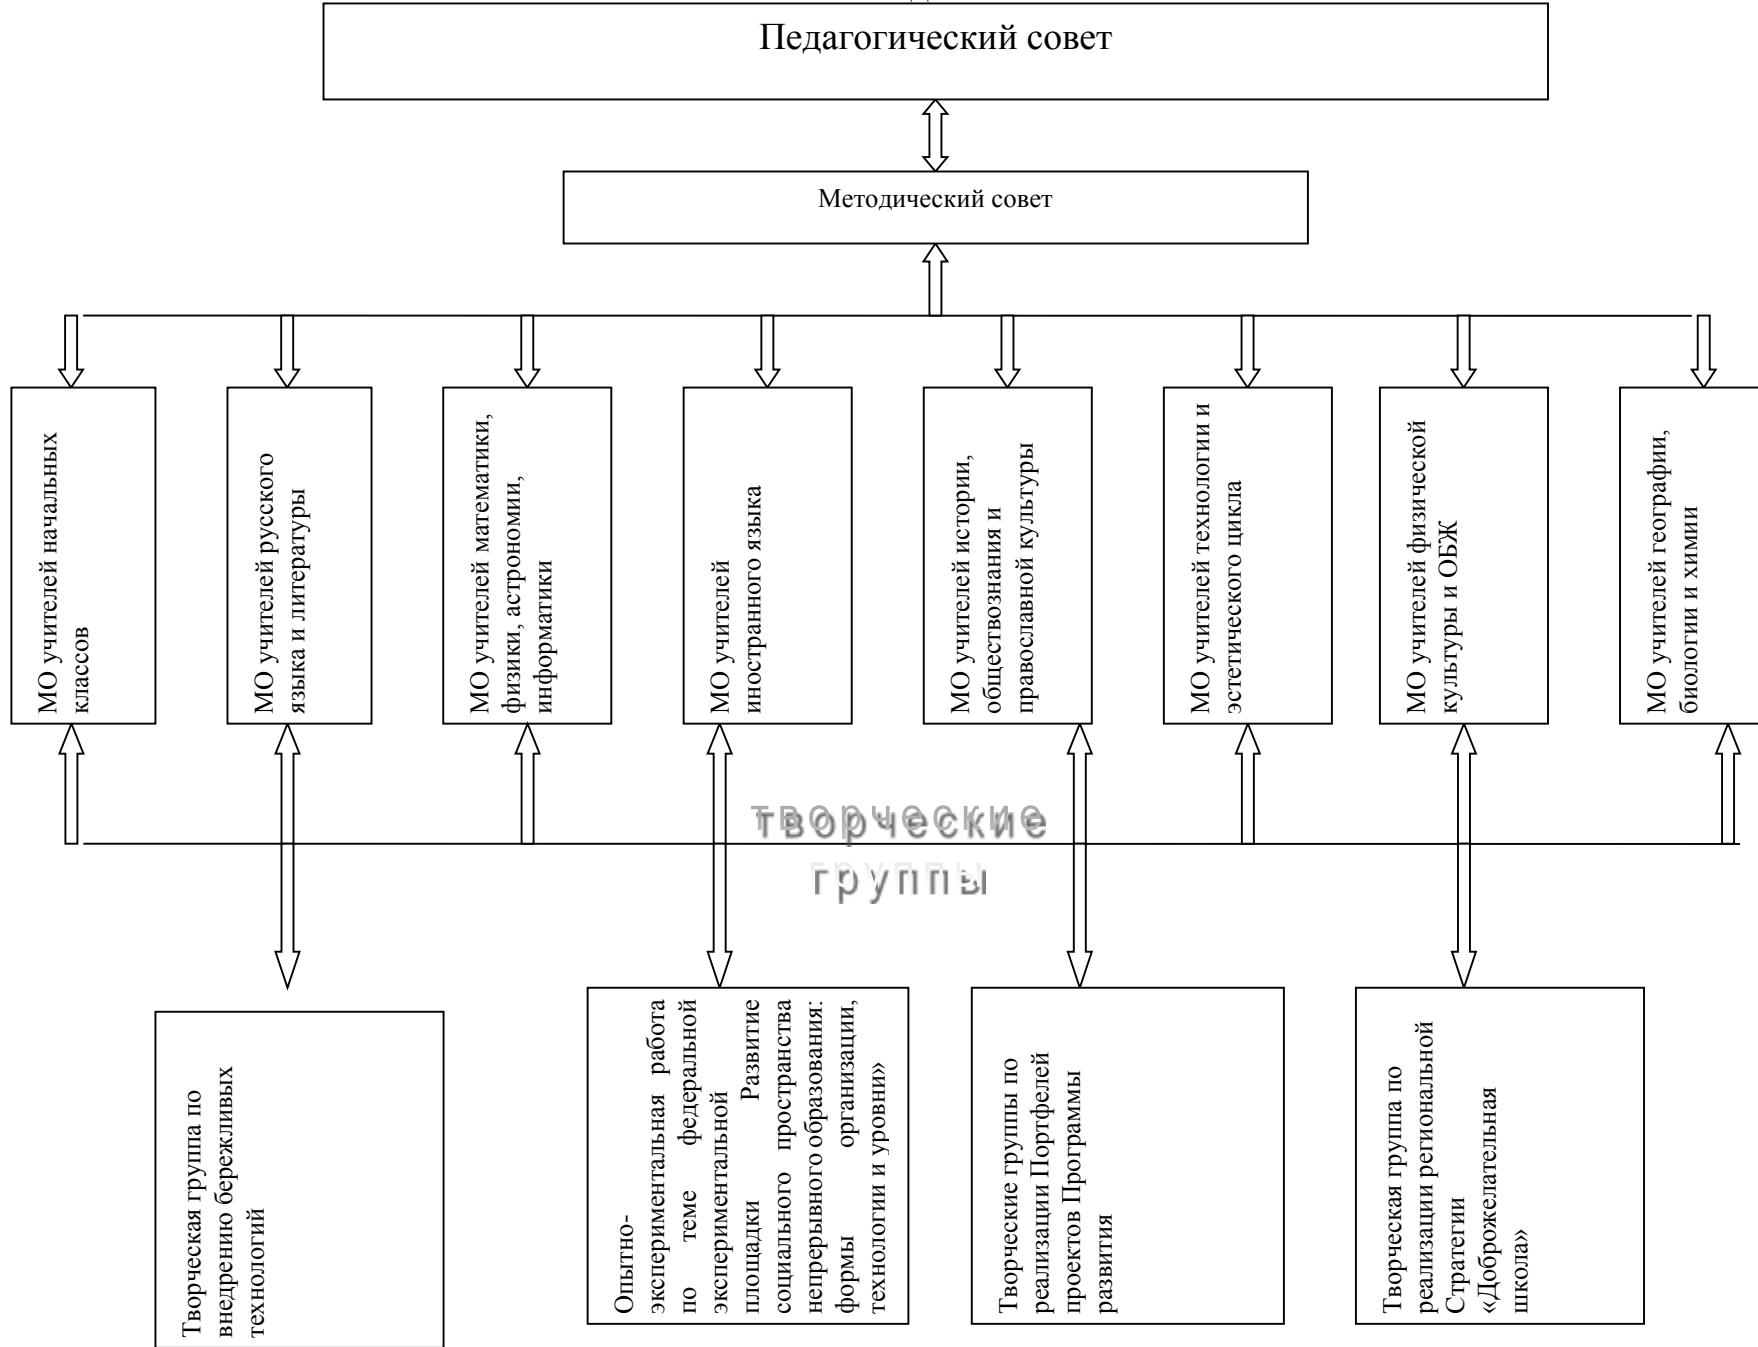 Педагогический совет
Методический совет
МО учителей начальных
классов
МО учителей русского
языка и литературы
МО учителей математики,
физики, астрономии,
информатики
МО учителей
иностранного языка
МО учителей истории,
обществознания и
православной культуры
МО учителей технологии и
эстетического цикла
МО учителей физической
культуры и ОБЖ
МО учителей географии,
биологии и химии
творческие
группы
Творческая группа по
внедрению бережливых
технологий
Опытно-
экспериментальная работа
по теме федеральной
экспериментальной
площадки Развитие
социального пространства
непрерывного образования:
формы организации,
технологии и уровни»
Творческие группы по
реализации Портфелей
проектов Программы
развития
Творческая группа по
реализации региональной
Стратегии
«Доброжелательная
школа»